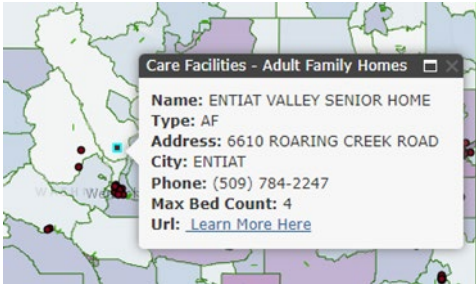 Care Facilities - Adult Family Homes
Name: ENTIAT VALLEY SENIOR HOME
Type: AF
Address: 6610 ROARING CREEK ROAD
City: ENTIAT
Phone: (509) 784-2247
Max Bed Count: 4
Url: Learn More Here